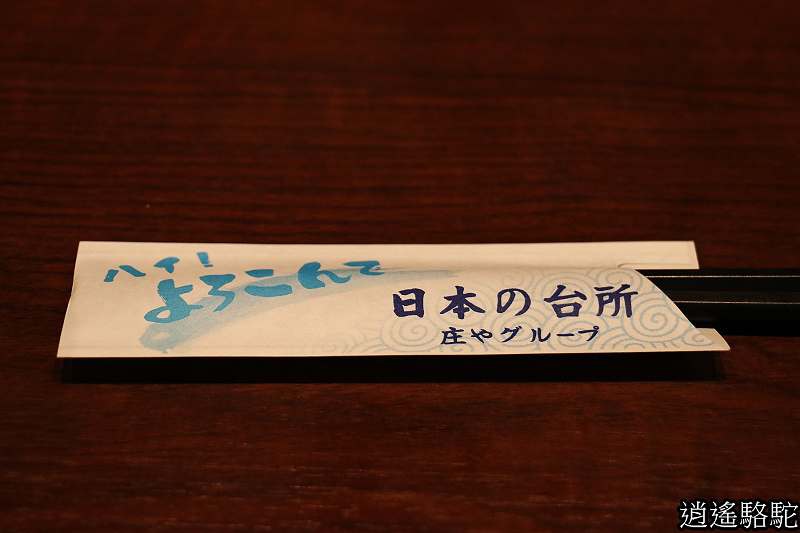 ハイ!
よろこんで
日本の台所
庄やグループ
逍遙駱駝